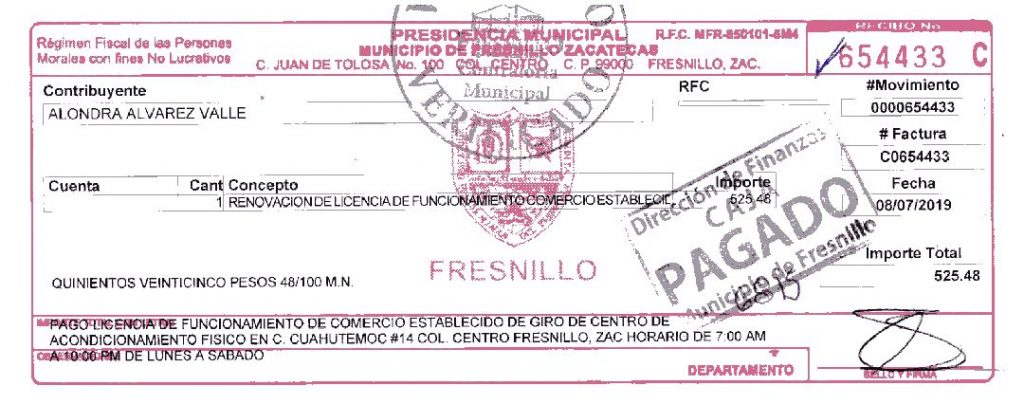 RECIBO No.
Régimen Fiscal de las Personas
Morales con fines No Lucrativos
PRESIDENCIA MUNICIPAL
R.F.C. MFR-850101-6M4
MUNICIPIO DE FRESNILLO ZACATECAS
C. JUAN DE TOLOSA No. 100 COL. CENTRO C. P. 99000 FRESNILLO, ZAC.
654433 C
Contraloria
Municipal
VERIFICADO
Contribuyente
RFC
#Movimiento
ALONDRA ALVAREZ VALLE
0000654433
# Factura
C0654433
Cuenta Cant Concepto Importe
Fecha
1 RENOVACION DE LICENCIA DE FUNCIONAMIENTO COMERCIO ESTABLECID 525.48
08/07/2019
Dirección de Finanzas
CAJA
PAGADO
Municipio de Fresnillo
FRESNILLO
Importe Total
525.48
QUINIENTOS VEINTICINCO PESOS 48/100 M.N.
PAGO LICENCIA DE FUNCIONAMIENTO DE COMERCIO ESTABLECIDO DE GIRO DE CENTRO DE
ACONDICIONAMIENTO FISICO EN C. CUAHUTEMOC #14 COL. CENTRO FRESNILLO, ZAC HORARIO DE 7:00 AM
A 10:00 PM DE LUNES A SABADO
DEPARTAMENTO
SELLO Y FIRMA